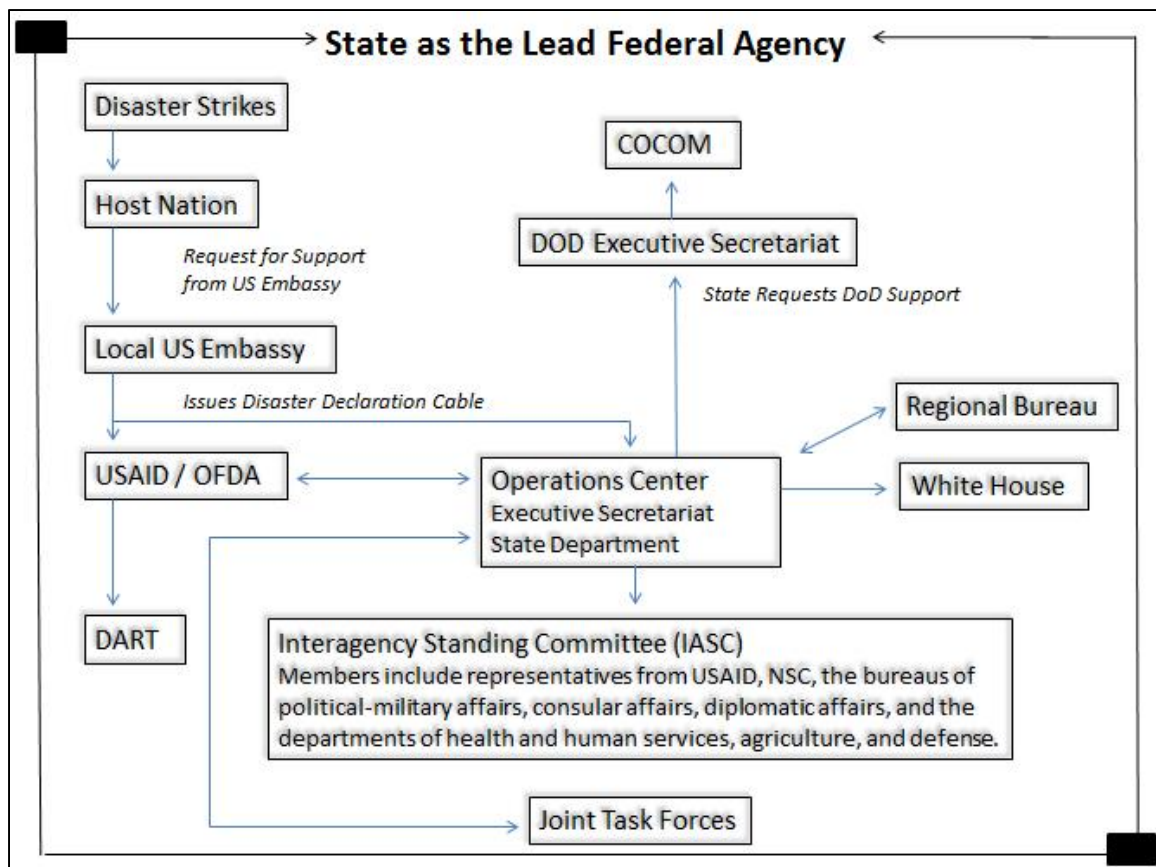 State as the Lead Federal Agency
Disaster Strikes
COCOM
Host Nation
DOD Executive Secretariat
Request for Support
from US Embassy
State Requests DoD Support
Local US Embassy
Issues Disaster Declaration Cable
Regional Bureau
USAID / OFDA
Operations Center
Executive Secretariat
State Department
White House
DART
Interagency Standing Committee (IASC)
Members include representatives from USAID, NSC, the bureaus of
political-military affairs, consular affairs, diplomatic affairs, and the
departments of health and human services, agriculture, and defense.
Joint Task Forces